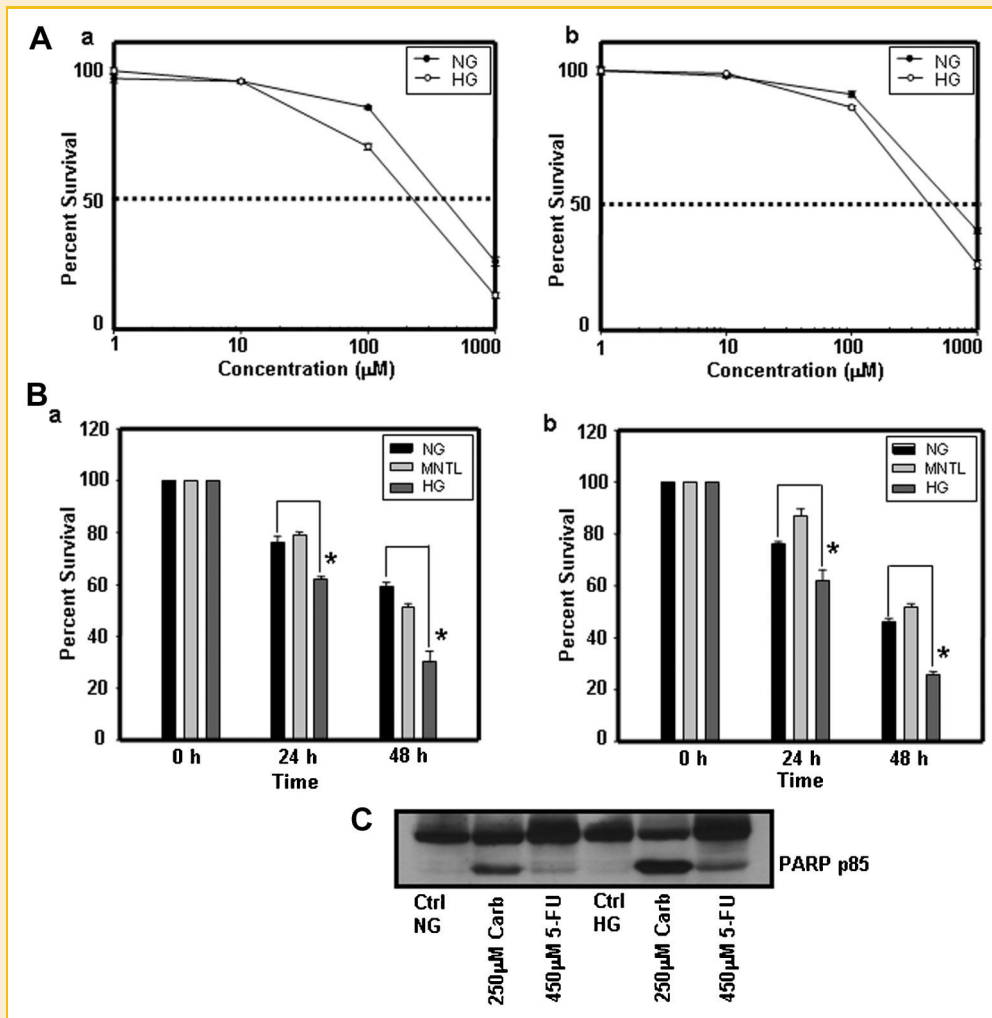 A
a
NG
HG
100
50
0
Percent Survival
1 10 100 1000
Concentration (µM)
b
NG
HG
100
50
0
Percent Survival
1 10 100 1000
Concentration (µM)
B
a
NG
MNTL
HG
120
100
80
60
40
20
0
Percent Survival
*
*
0 h 24 h 48 h
Time
b
NG
MNTL
HG
120
100
80
60
40
20
0
Percent Survival
*
*
0 h 24 h 48 h
Time
C
PARP p85
Ctrl
NG
250µM Carb
450µM 5-FU
Ctrl
HG
250µM Carb
450µM 5-FU